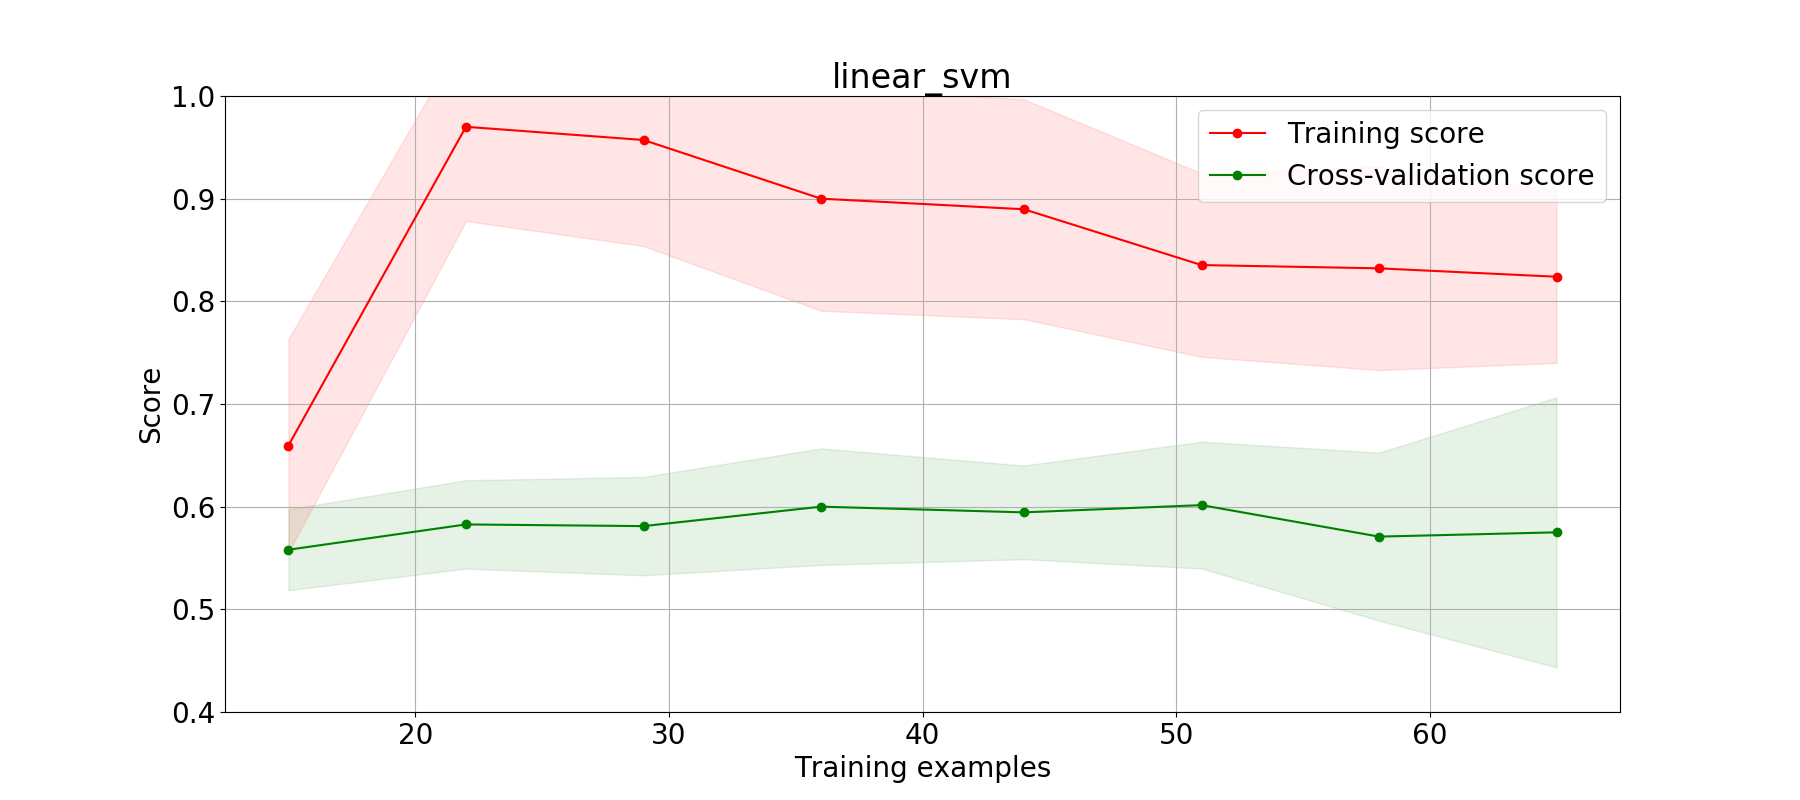 linear_svm
1.0
0.9
0.8
0.7
0.6
0.5
0.4
Score
Training score
Cross-validation score
20 30 40 50 60
Training examples